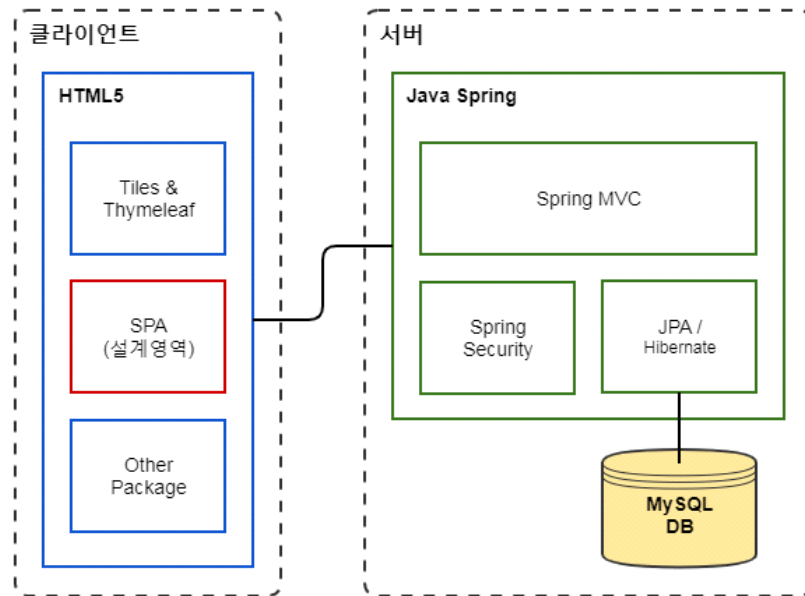 클라이언트
HTML5
Tiles &
Thymeleaf
SPA
(설계영역)
Other
Package
서버
Java Spring
Spring MVC
Spring
Security
JPA /
Hibernate
MySQL
DB